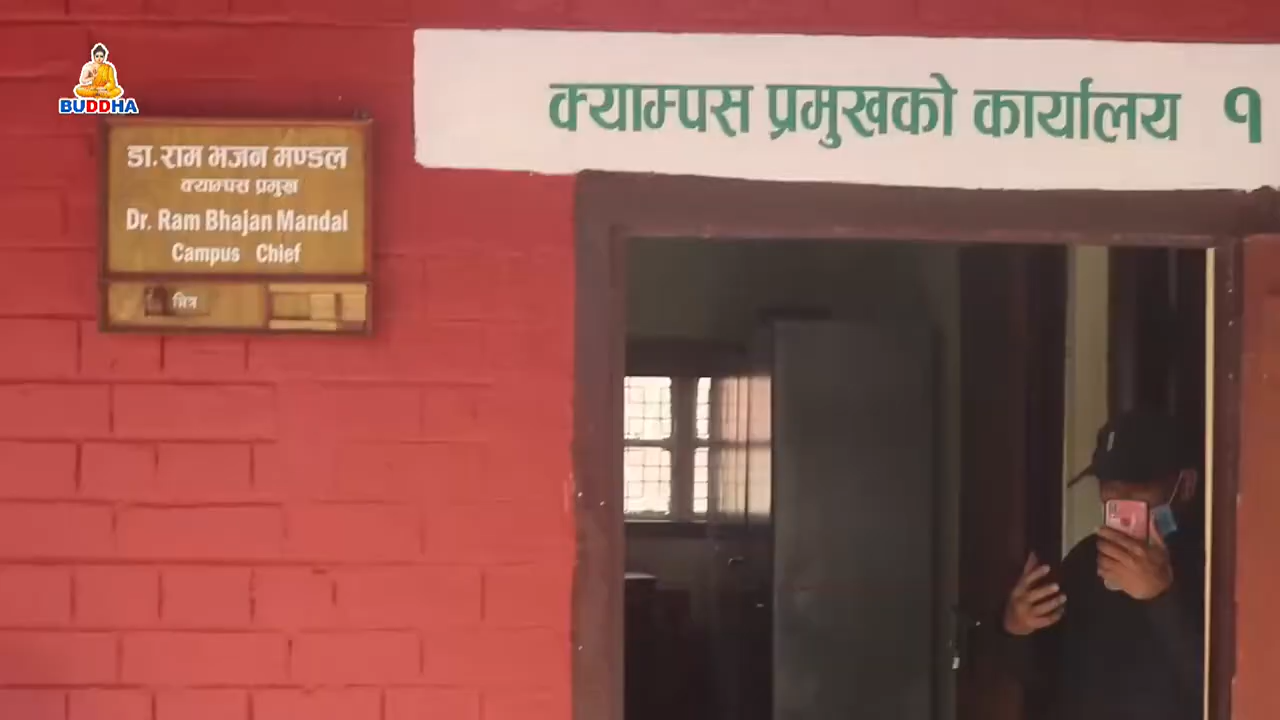 BUDDHA
क्याम्पस प्रमुखको कार्यालय १
डा. राम भजन मण्डल
क्याम्पस प्रमुख
Dr. Ram Bhajan Mandal
Campus Chief
भित्र